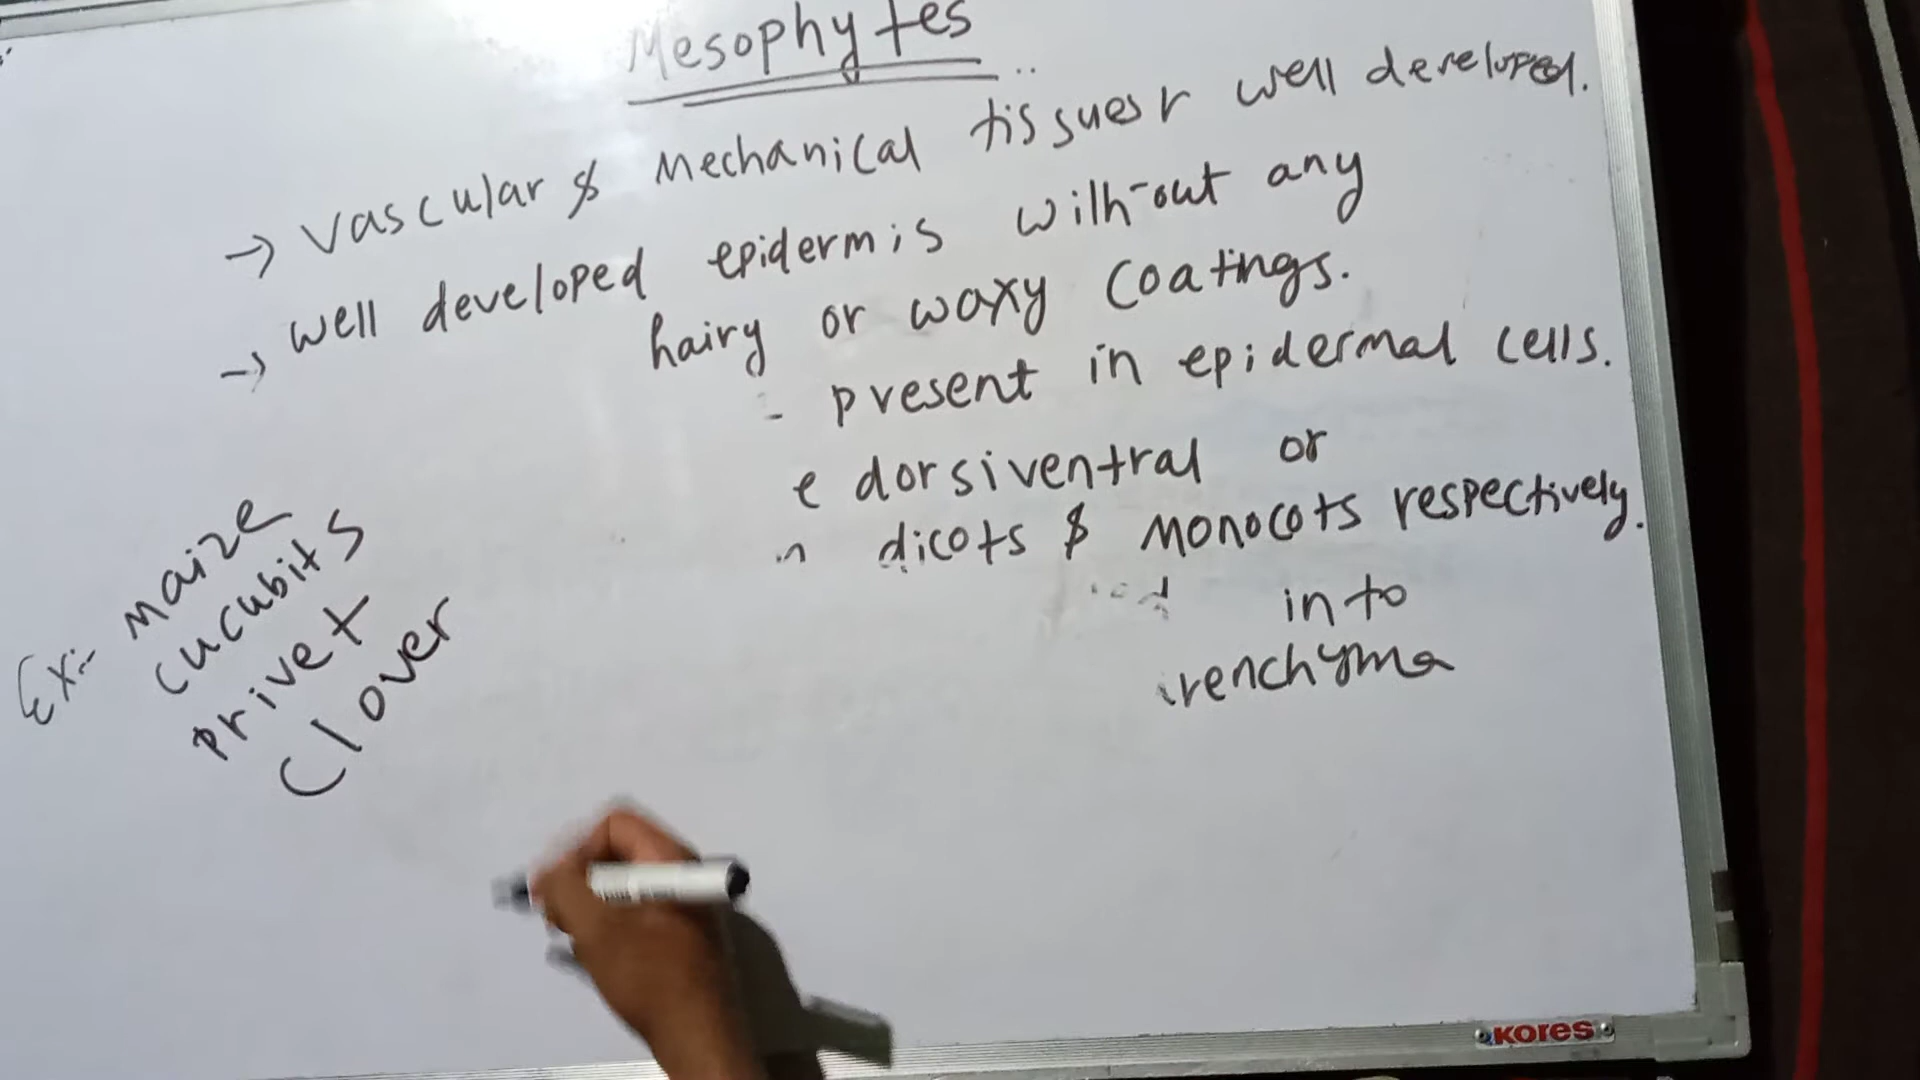 Mesophytes
→ vascular & Mechanical tissues r well developed.
→ well developed epidermis with-out any
hairy or waxy coatings.
- present in epidermal cells.
e dorsiventral or
n dicots & Monocots respectively.
into
renchyma
Ex:- maize
cucubits
privet
clover
KORES